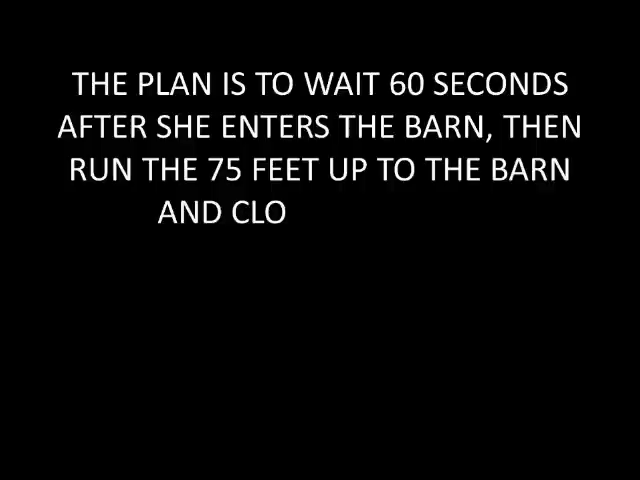 THE PLAN IS TO WAIT 60 SECONDS
AFTER SHE ENTERS THE BARN, THEN
RUN THE 75 FEET UP TO THE BARN
AND CLO